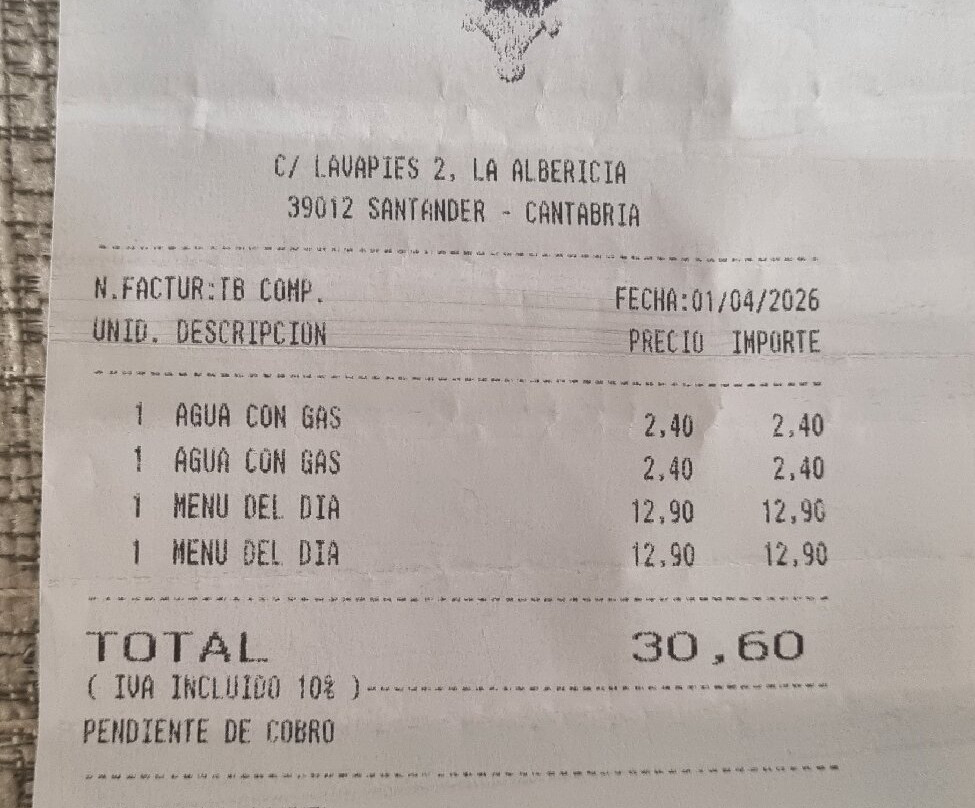 C/ LAVAPIES 2, LA ALBERICIA
39012 SANTANDER - CANTABRIA
N.FACTUR:TB COMP. FECHA:01/04/2026
UNID. DESCRIPCION PRECIO IMPORTE
1 AGUA CON GAS 2,40 2,40
1 AGUA CON GAS 2,40 2,40
1 MENU DEL DIA 12,90 12,90
1 MENU DEL DIA 12,90 12,90
TOTAL 30,60
( IVA INCLUIDO 10% )
PENDIENTE DE COBRO